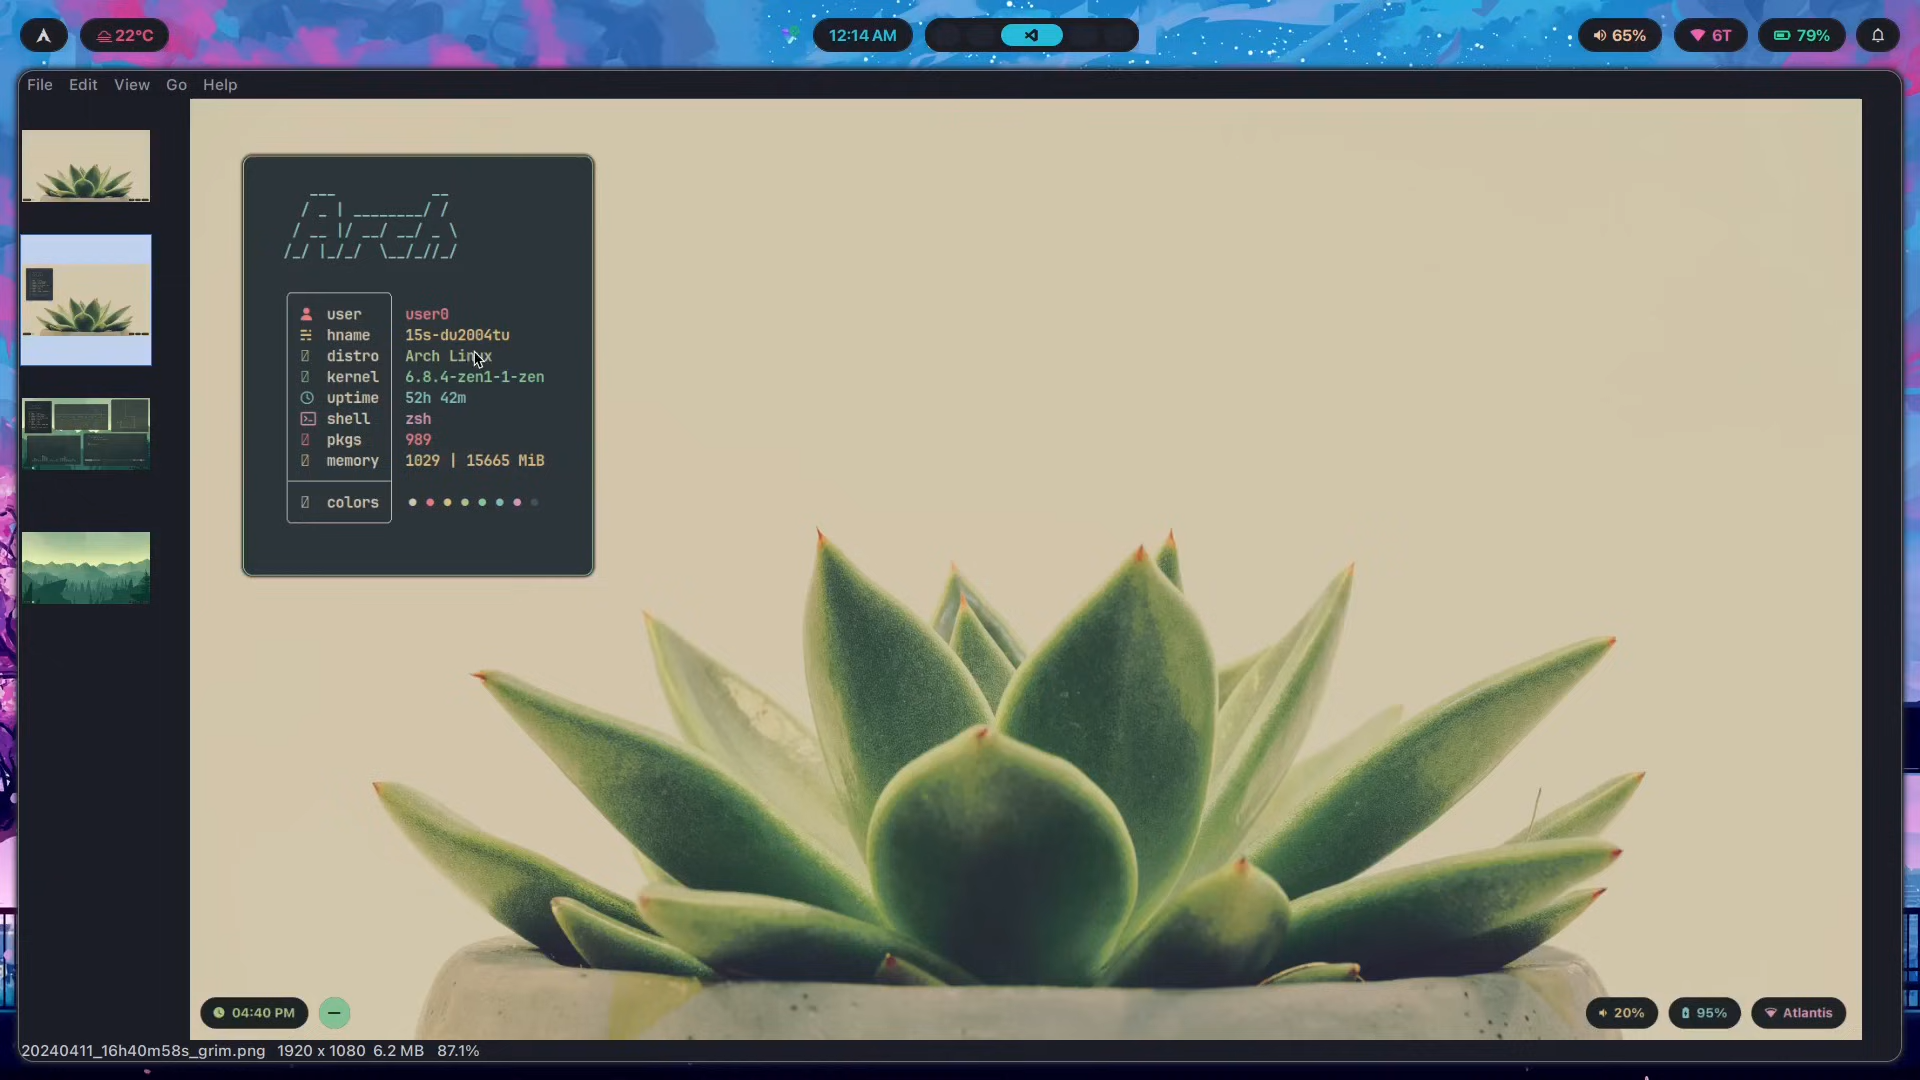 22°C
12:14 AM
65%
6T
79%
File Edit View Go Help
Arch
user user0
hname 15s-du2004tu
distro Arch Linux
kernel 6.8.4-zen1-1-zen
uptime 52h 42m
shell zsh
pkgs 989
memory 1029 | 15665 MiB
colors
04:40 PM
20%
95%
Atlantis
20240411_16h40m58s_grim.png 1920 x 1080 6.2 MB 87.1%